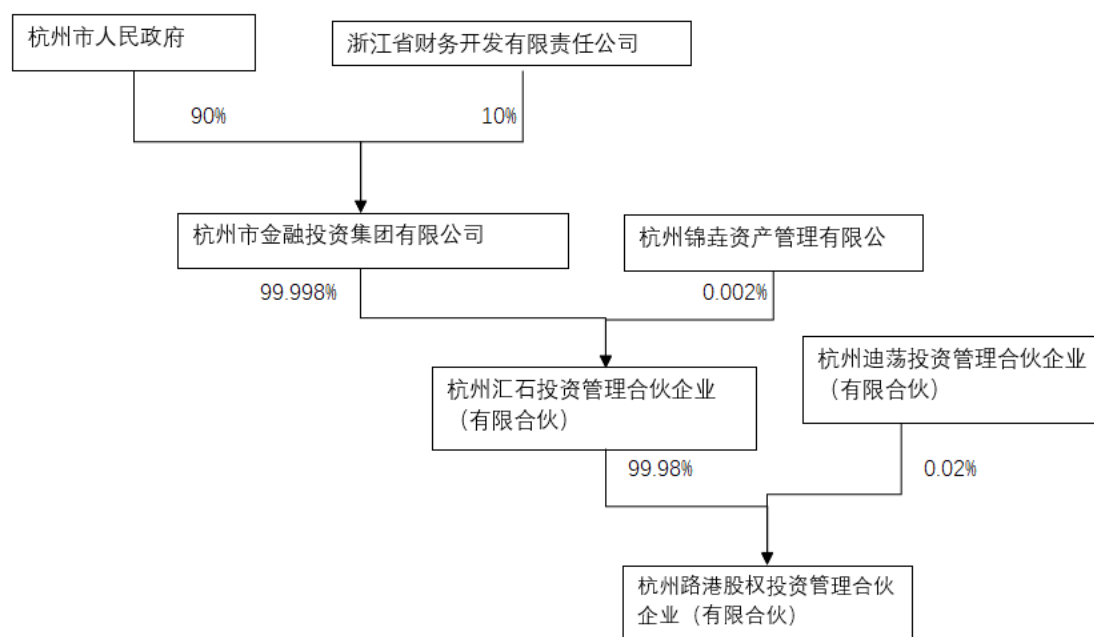 杭州市人民政府
浙江省财务开发有限责任公司
90%
10%
杭州市金融投资集团有限公司
杭州锦垚资产管理有限公
99.998%
0.002%
杭州迪荡投资管理合伙企业
（有限合伙）
杭州汇石投资管理合伙企业
（有限合伙）
99.98%
0.02%
杭州路港股权投资管理合伙
企业（有限合伙）